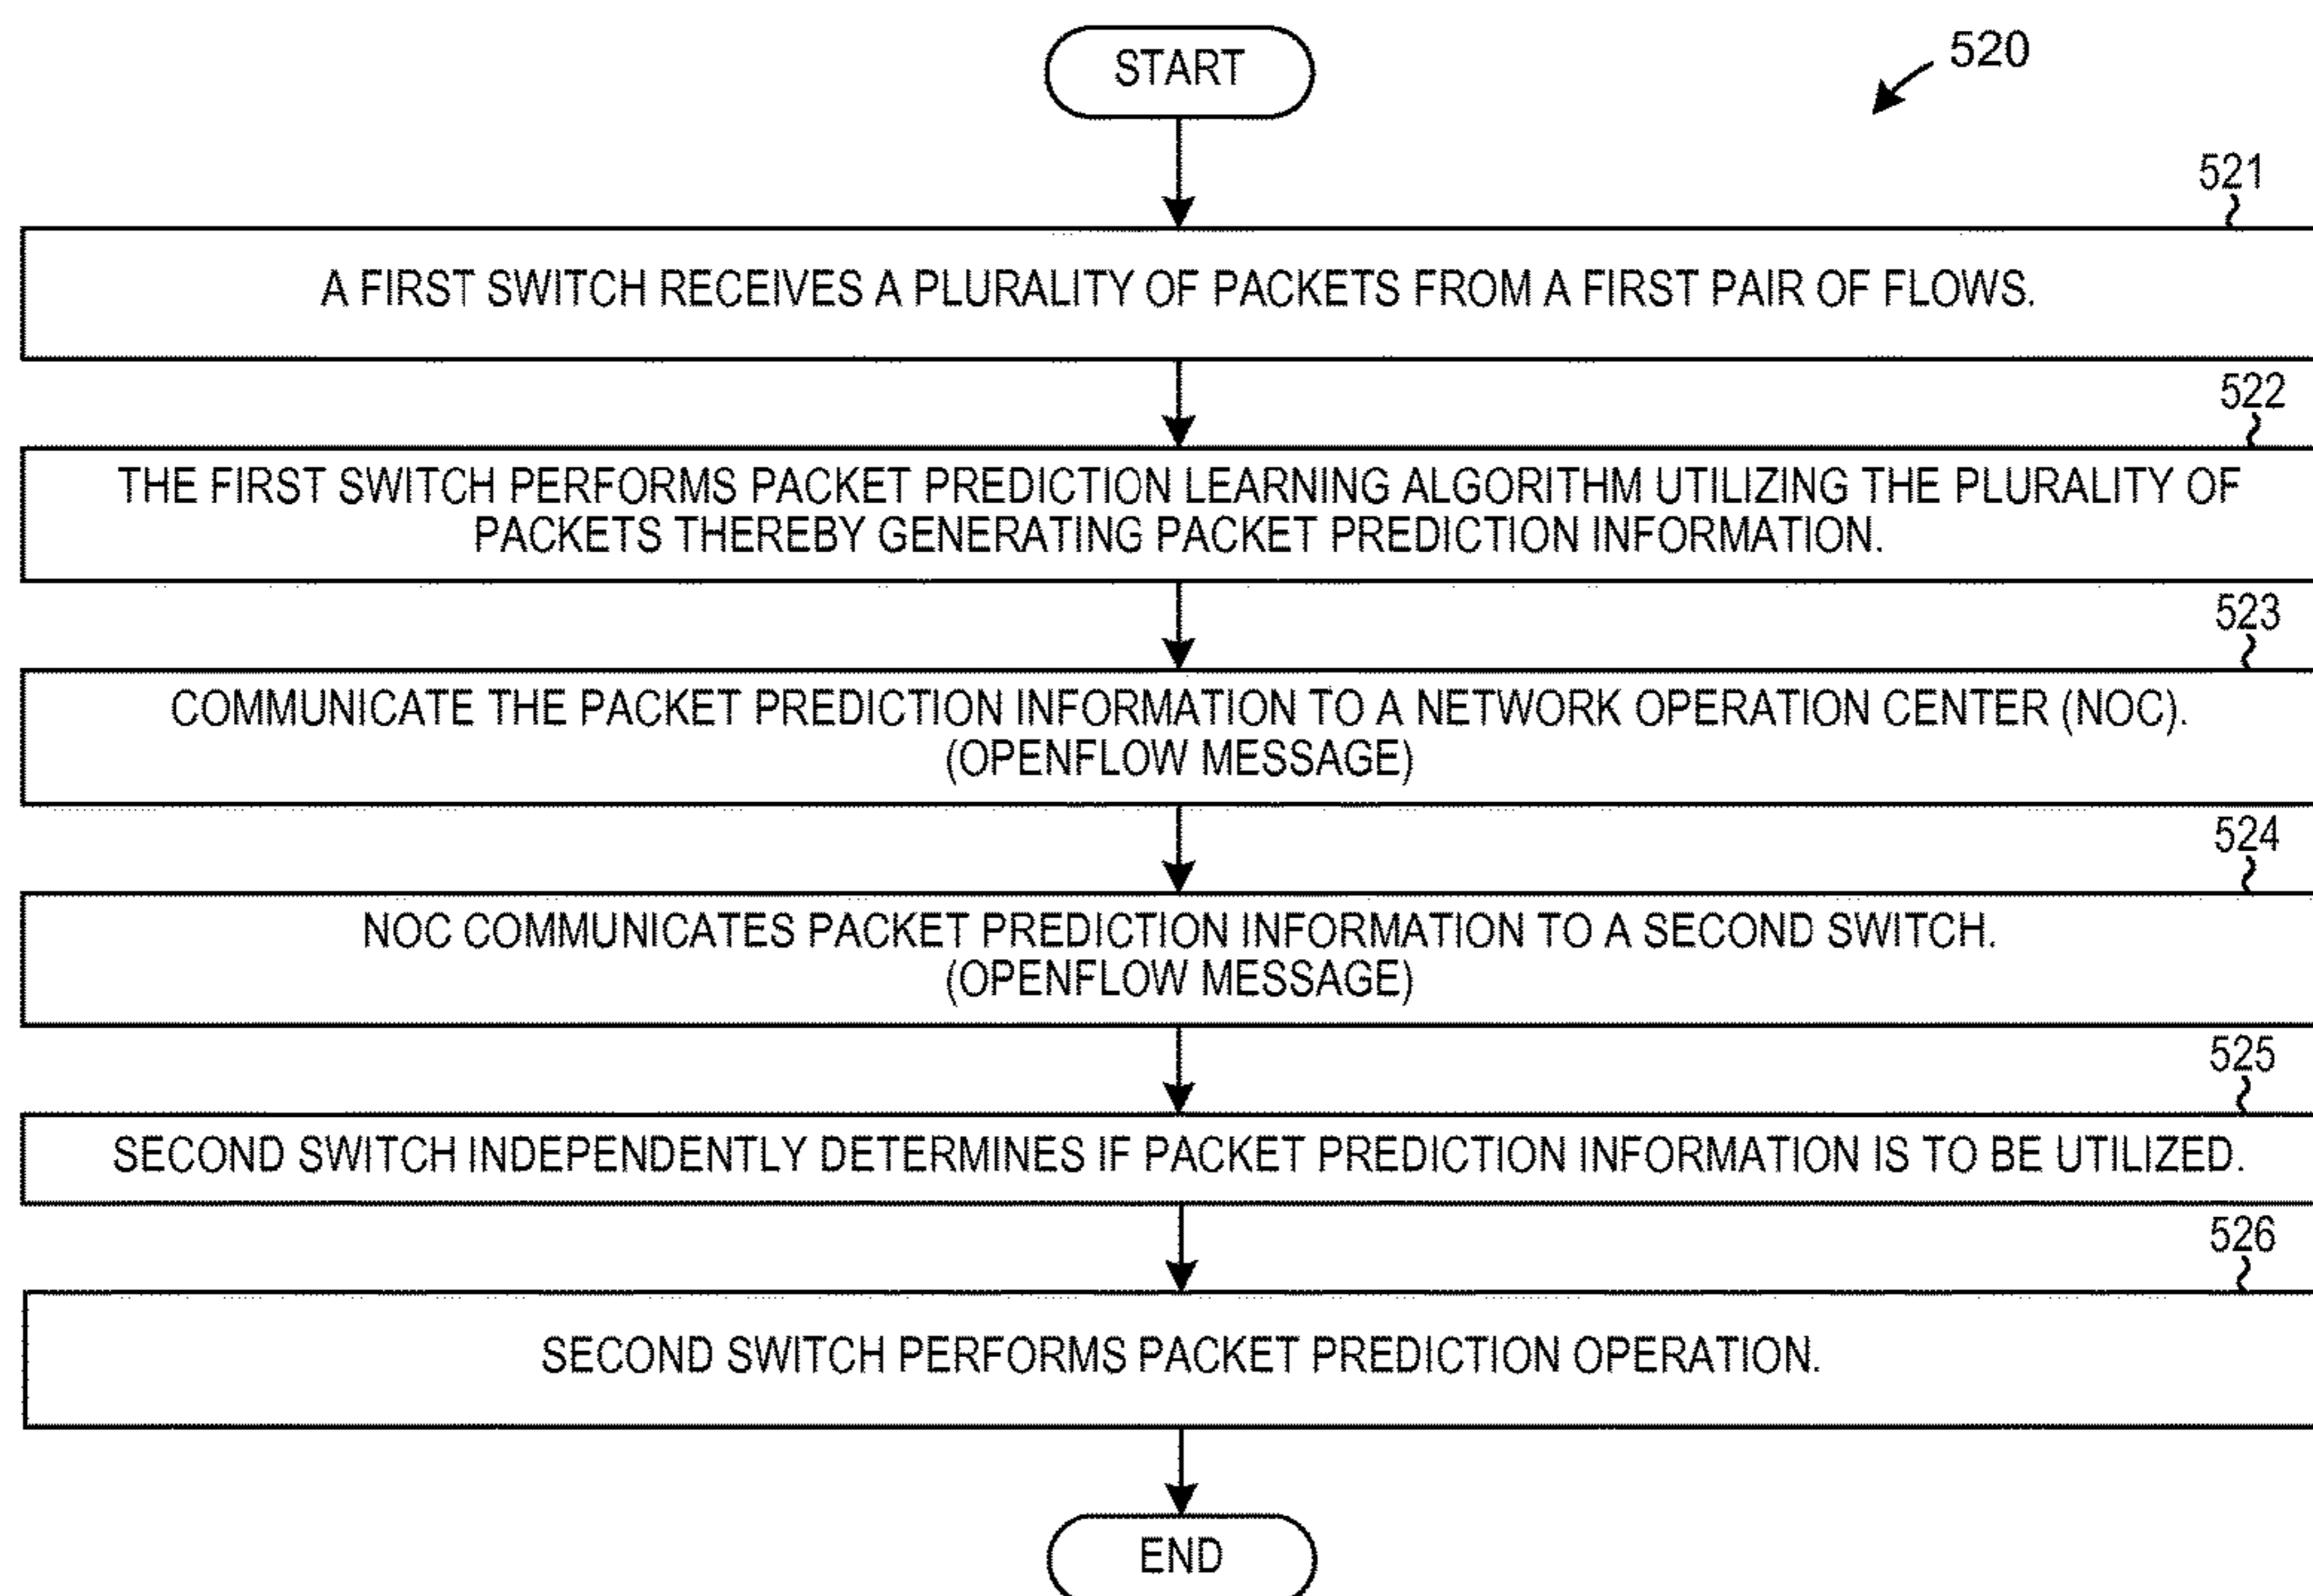 START
520
521
A FIRST SWITCH RECEIVES A PLURALITY OF PACKETS FROM A FIRST PAIR OF FLOWS.
522
THE FIRST SWITCH PERFORMS PACKET PREDICTION LEARNING ALGORITHM UTILIZING THE PLURALITY OF
PACKETS THEREBY GENERATING PACKET PREDICTION INFORMATION.
523
COMMUNICATE THE PACKET PREDICTION INFORMATION TO A NETWORK OPERATION CENTER (NOC).
(OPENFLOW MESSAGE)
524
NOC COMMUNICATES PACKET PREDICTION INFORMATION TO A SECOND SWITCH.
(OPENFLOW MESSAGE)
525
SECOND SWITCH INDEPENDENTLY DETERMINES IF PACKET PREDICTION INFORMATION IS TO BE UTILIZED.
526
SECOND SWITCH PERFORMS PACKET PREDICTION OPERATION.
END